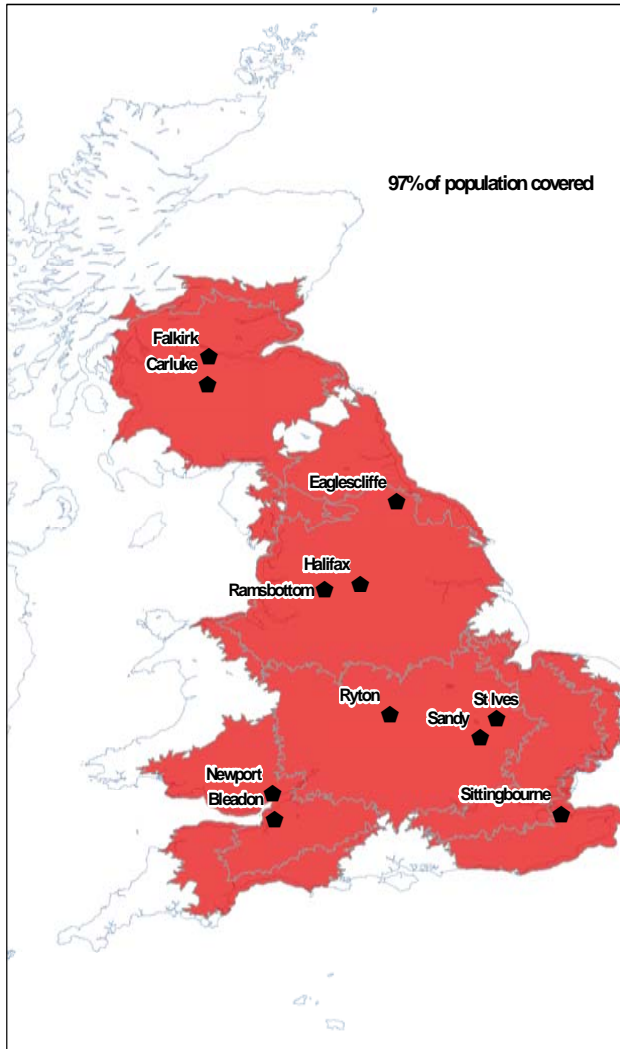 97% of population covered
Falkirk
Carluke
Eaglescliffe
Halifax
Ramsbottom
Ryton
St Ives
Sandy
Newport
Bleadon
Sittingbourne